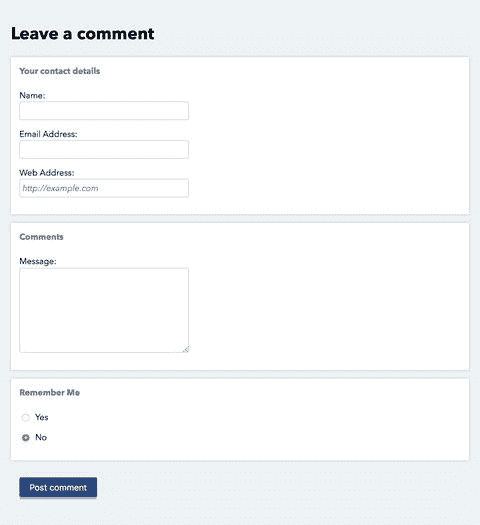 Leave a comment
Your contact details
Name:
Email Address:
Web Address:
http://example.com
Comments
Message:
Remember Me
Yes
No
Post comment